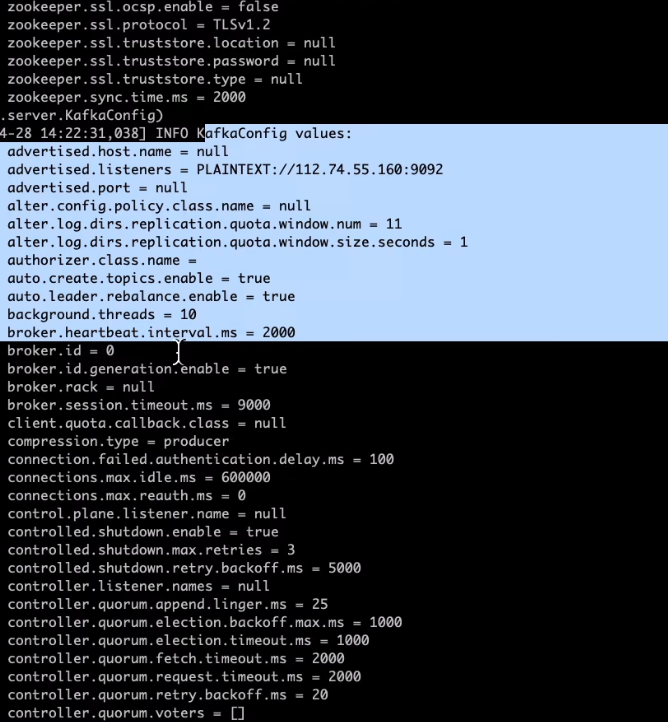 zookeeper.ssl.ocsp.enable = false
zookeeper.ssl.protocol = TLSv1.2
zookeeper.ssl.truststore.location = null
zookeeper.ssl.truststore.password = null
zookeeper.ssl.truststore.type = null
zookeeper.sync.time.ms = 2000
.server.KafkaConfig)
4-28 14:22:31,038] INFO KafkaConfig values:
advertised.host.name = null
advertised.listeners = PLAINTEXT://112.74.55.160:9092
advertised.port = null
alter.config.policy.class.name = null
alter.log.dirs.replication.quota.window.num = 11
alter.log.dirs.replication.quota.window.size.seconds = 1
authorizer.class.name =
auto.create.topics.enable = true
auto.leader.rebalance.enable = true
background.threads = 10
broker.heartbeat.interval.ms = 2000
broker.id = 0
broker.id.generation.enable = true
broker.rack = null
broker.session.timeout.ms = 9000
client.quota.callback.class = null
compression.type = producer
connection.failed.authentication.delay.ms = 100
connections.max.idle.ms = 600000
connections.max.reauth.ms = 0
control.plane.listener.name = null
controlled.shutdown.enable = true
controlled.shutdown.max.retries = 3
controlled.shutdown.retry.backoff.ms = 5000
controller.listener.names = null
controller.quorum.append.linger.ms = 25
controller.quorum.election.backoff.max.ms = 1000
controller.quorum.election.timeout.ms = 1000
controller.quorum.fetch.timeout.ms = 2000
controller.quorum.request.timeout.ms = 2000
controller.quorum.retry.backoff.ms = 20
controller.quorum.voters = []